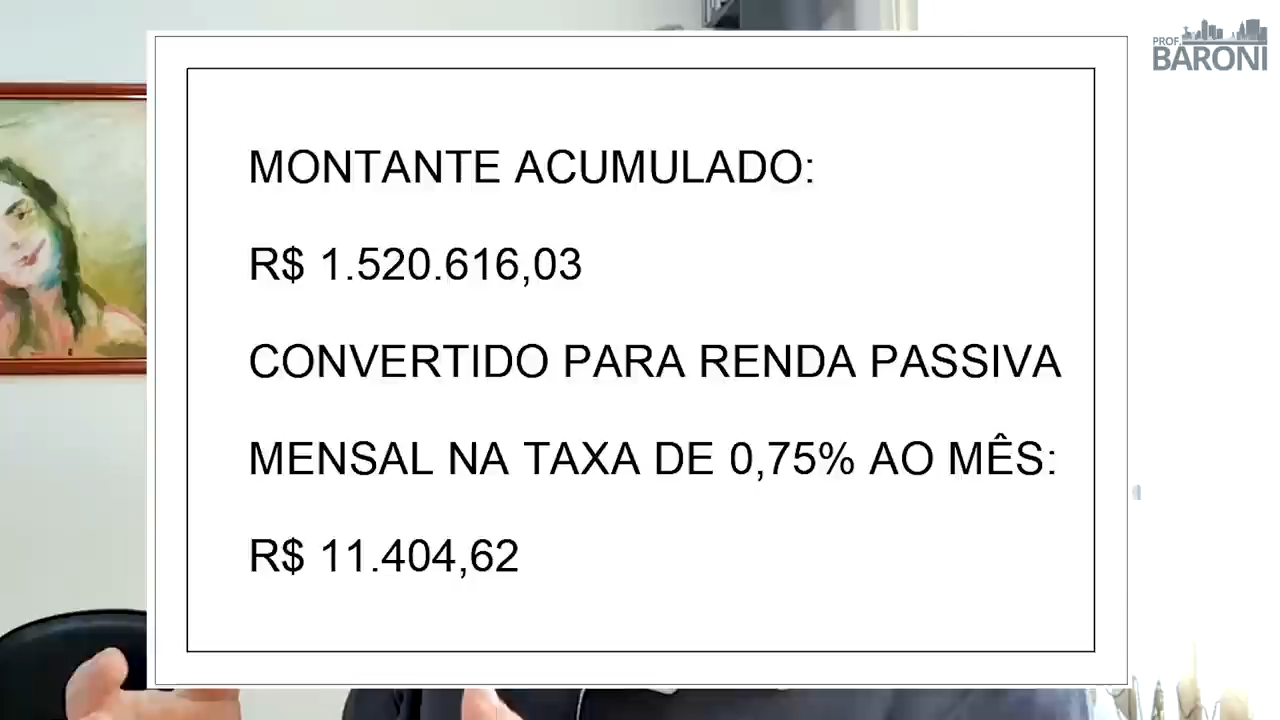 PROF.
BARONI
MONTANTE ACUMULADO:
R$ 1.520.616,03
CONVERTIDO PARA RENDA PASSIVA
MENSAL NA TAXA DE 0,75% AO MÊS:
R$ 11.404,62